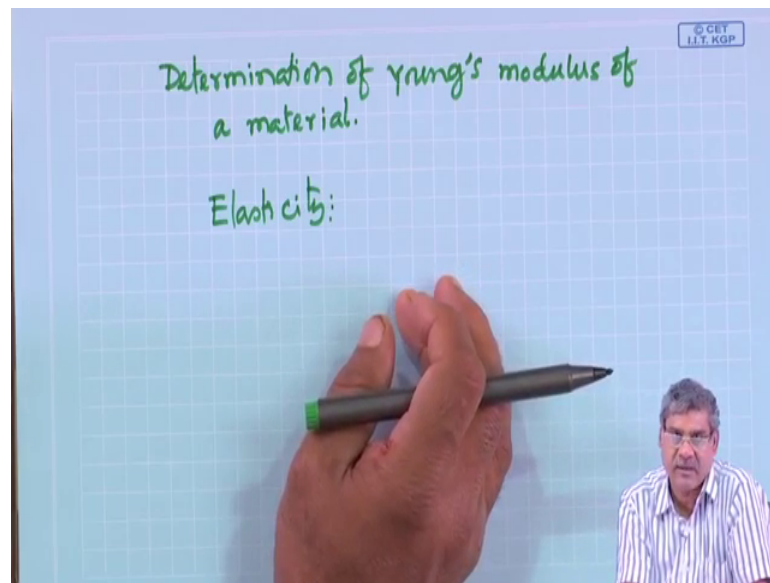 © CET
I.I.T. KGP
Determination of Young's modulus of
a material.
Elasticity: